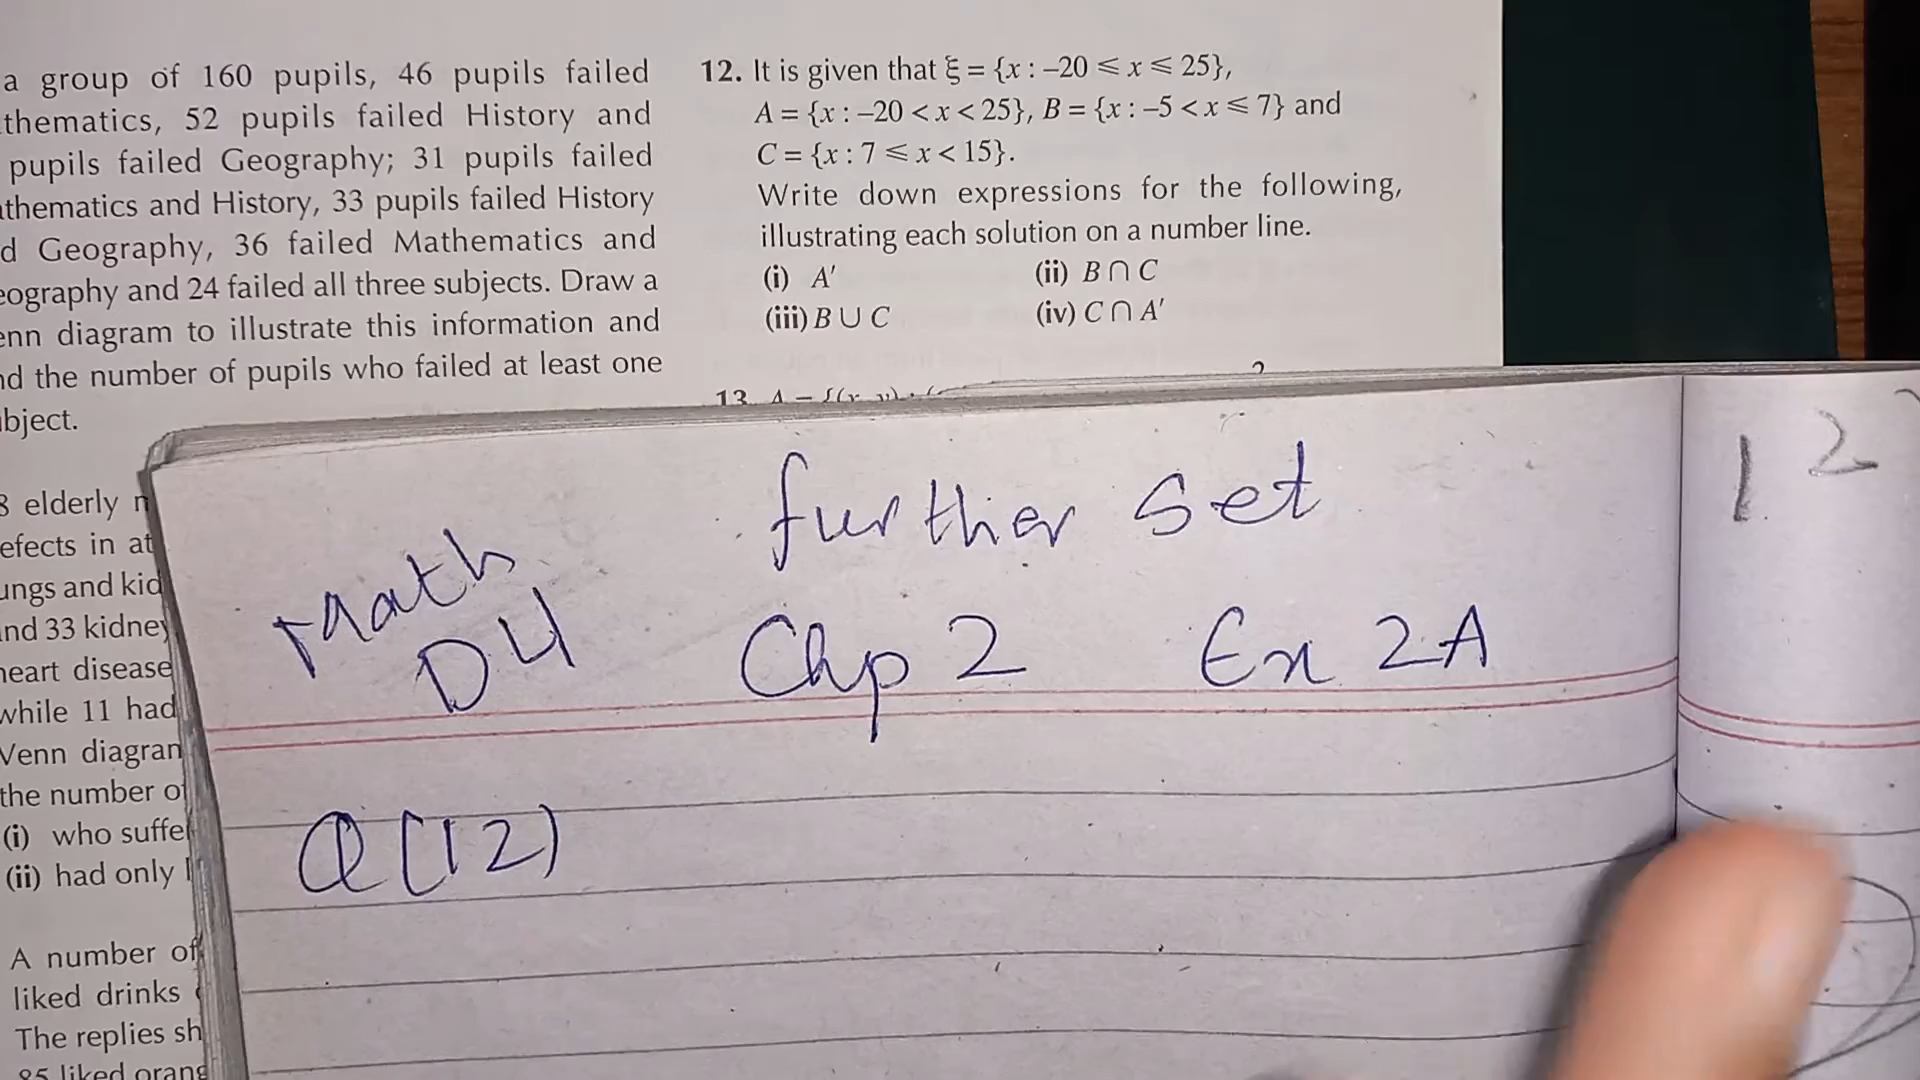 a group of 160 pupils, 46 pupils failed
thematics, 52 pupils failed History and
pupils failed Geography; 31 pupils failed
thematics and History, 33 pupils failed History
d Geography, 36 failed Mathematics and
eography and 24 failed all three subjects. Draw a
enn diagram to illustrate this information and
nd the number of pupils who failed at least one
bject.
8 elderly
efects in at
ungs and kid
nd 33 kidney
heart disease
while 11 had
Venn diagran
the number o
(i) who suffe
(ii) had only
A number of
liked drinks
The replies sh
85 liked orang
12. It is given that ξ = {x : –20 ⩽ x ⩽ 25},
A = {x : –20 < x < 25}, B = {x : –5 < x ⩽ 7} and
C = {x : 7 ⩽ x < 15}.
Write down expressions for the following,
illustrating each solution on a number line.
(i) A′ (ii) B ∩ C
(iii) B ∪ C (iv) C ∩ A′
13
further set
Math
D4
Chp 2 Ex 2A
Q(12)
12